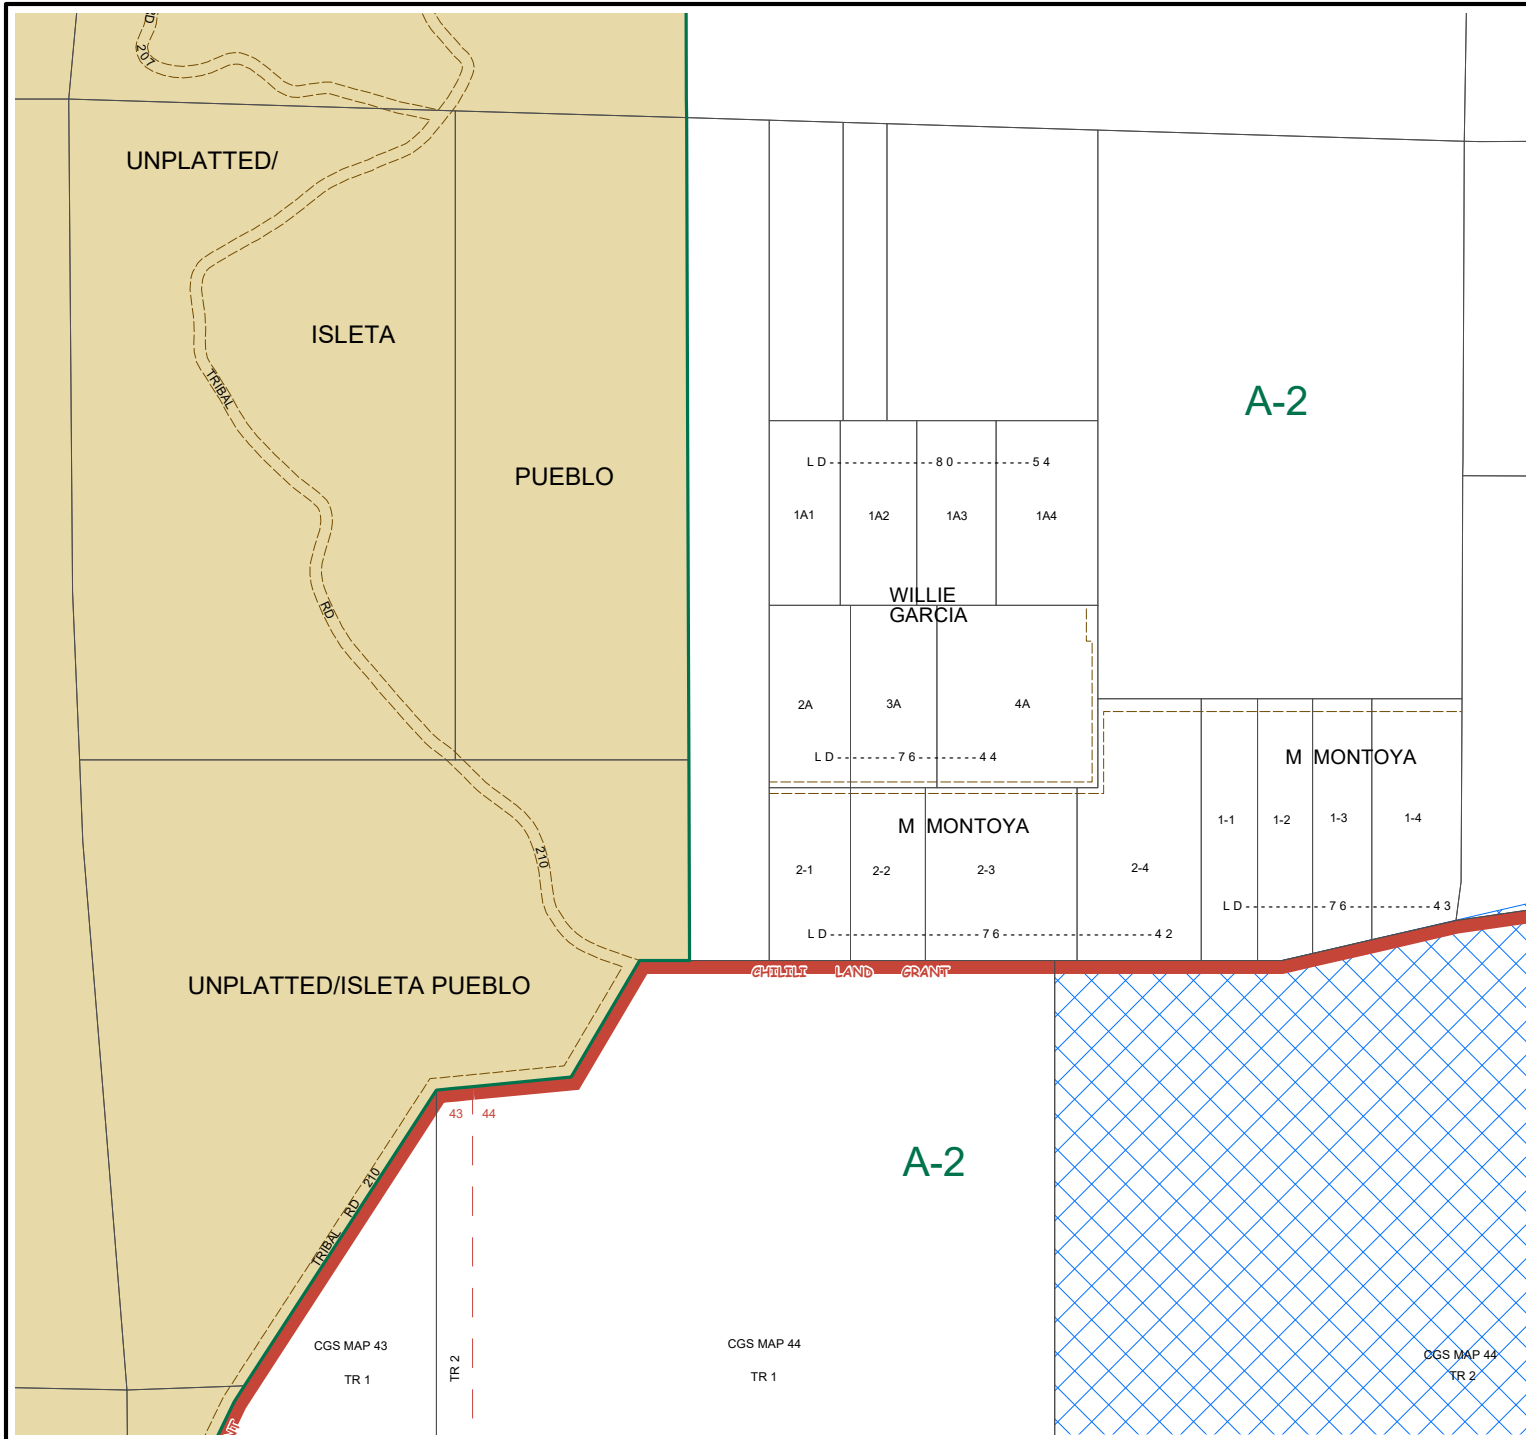 RD
207
UNPLATTED/
ISLETA
TRIBAL
A-2
LD 80 54
PUEBLO
1A1 1A2 1A3 1A4
WILLIE
GARCIA
RD
2A 3A 4A
LD 76 44
M MONTOYA
1-1 1-2 1-3 1-4
M MONTOYA
210
2-1 2-2 2-3 2-4
LD 76 43
LD 76 42
CHILILI LAND GRANT
UNPLATTED/ISLETA PUEBLO
43 44
A-2
TRIBAL RD 210
CGS MAP 43
TR 1
TR 2
CGS MAP 44
TR 1
CGS MAP 44
TR 2